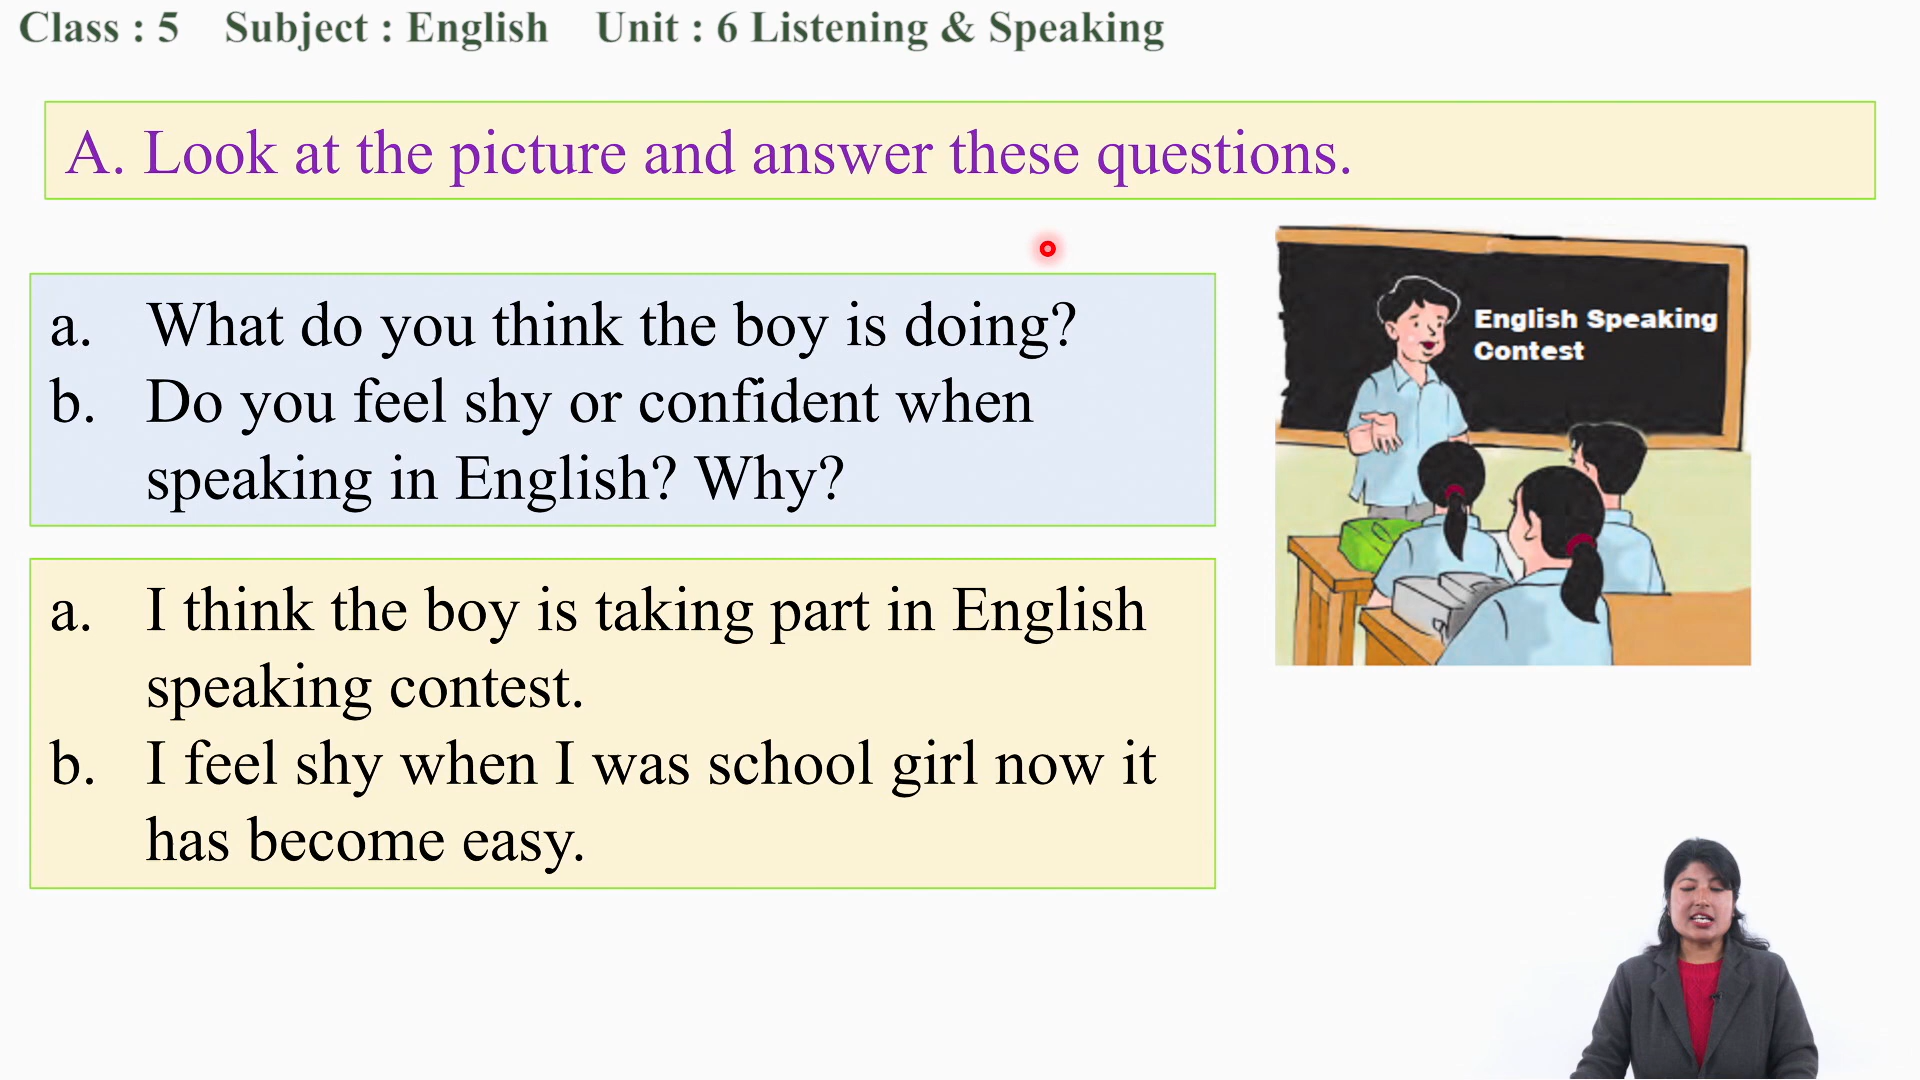 Class : 5 Subject : English Unit : 6 Listening & Speaking
A. Look at the picture and answer these questions.
a. What do you think the boy is doing?
b. Do you feel shy or confident when
speaking in English? Why?
English Speaking
Contest
a. I think the boy is taking part in English
speaking contest.
b. I feel shy when I was school girl now it
has become easy.